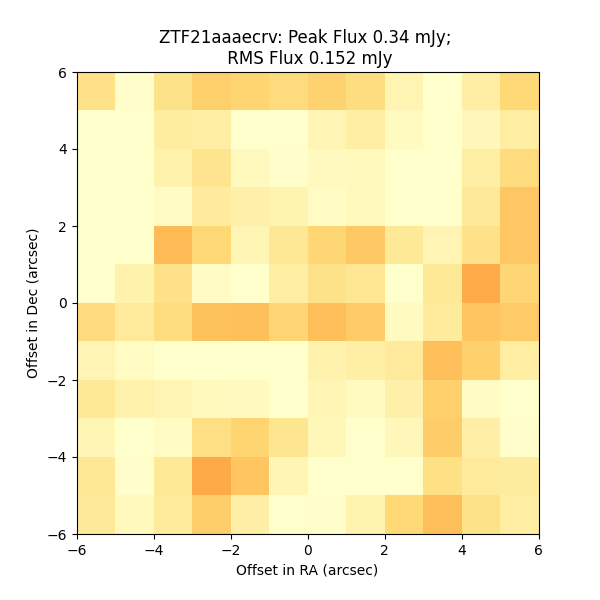 ZTF21aaaecrv: Peak Flux 0.34 mJy;
RMS Flux 0.152 mJy
6
4
2
0
−2
−4
−6
Offset in Dec (arcsec)
−6 −4 −2 0 2 4 6
Offset in RA (arcsec)